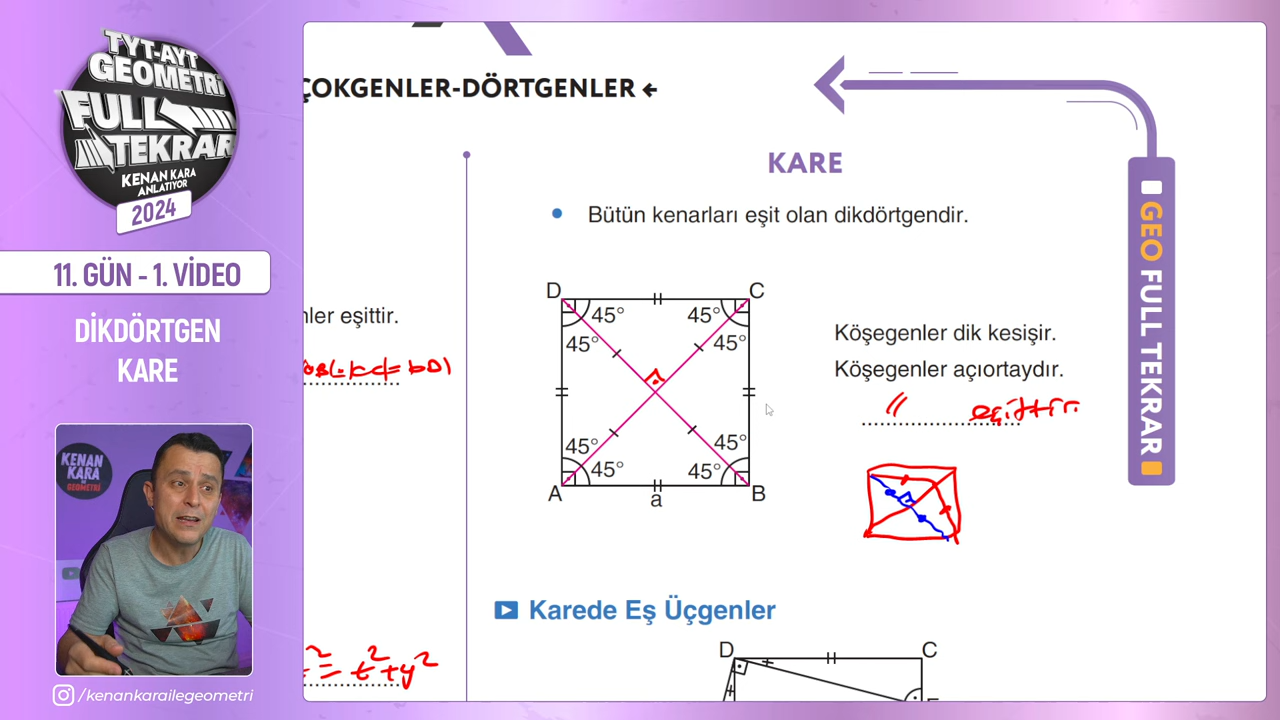 TYT-AYT
GEOMETRİ
FULL
TEKRAR
KENAN KARA
ANLATIYOR
2024
11. GÜN - 1. VİDEO
DİKDÖRTGEN
KARE
KENAN
KARA
GEOMETRİ
/kenankarailegeometri
ÇOKGENLER-DÖRTGENLER
nler eşittir.
= t² + y²
KARE
Bütün kenarları eşit olan dikdörtgendir.
D C
45° 45°
45° 45°
45° 45°
45° 45°
A a B
Köşegenler dik kesişir.
Köşegenler açıortaydır.
〃 eşittir.
Karede Eş Üçgenler
D C
GEO FULL TEKRAR